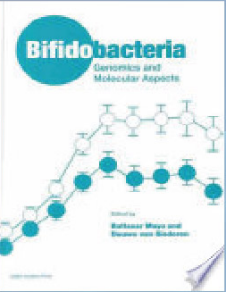 Bifidobacteria
Genomics and
Molecular Aspects
Edited by
Baltasar Mayo and
Douwe van Sinderen